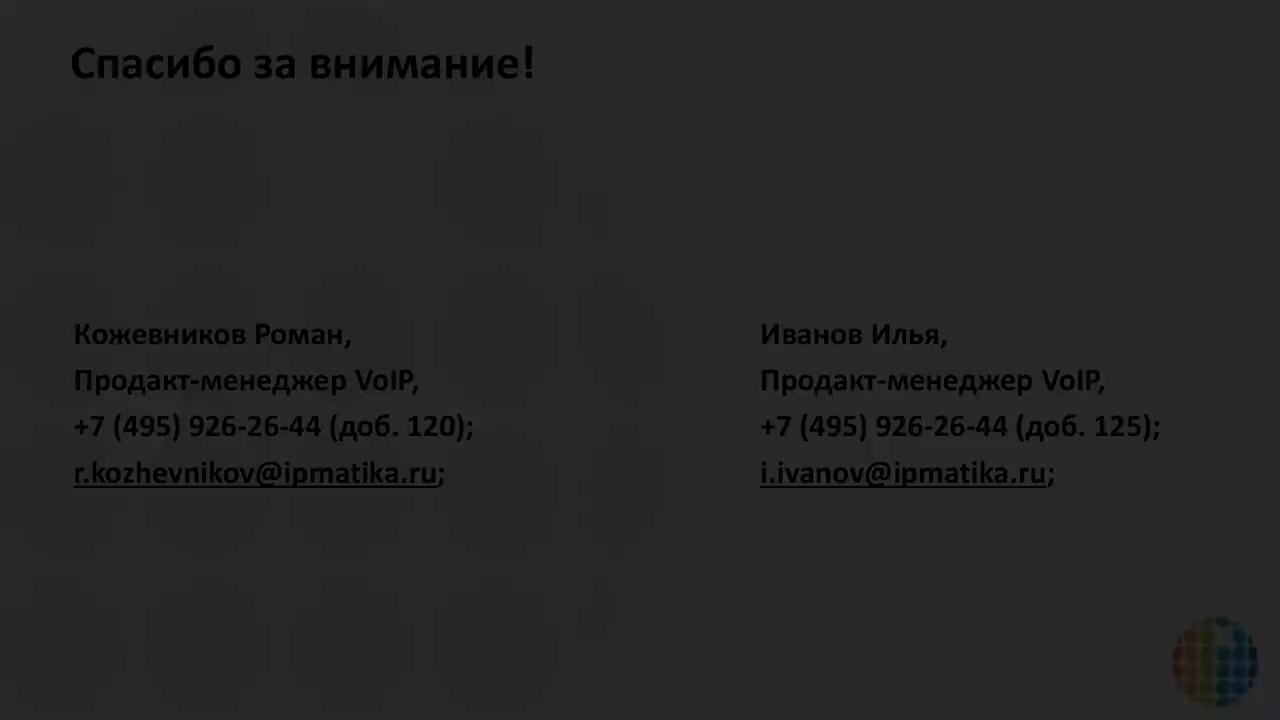 Спасибо за внимание!
Кожевников Роман,
Продакт-менеджер VoIP,
+7 (495) 926-26-44 (доб. 120);
r.kozhevnikov@ipmatika.ru;
Иванов Илья,
Продакт-менеджер VoIP,
+7 (495) 926-26-44 (доб. 125);
i.ivanov@ipmatika.ru;